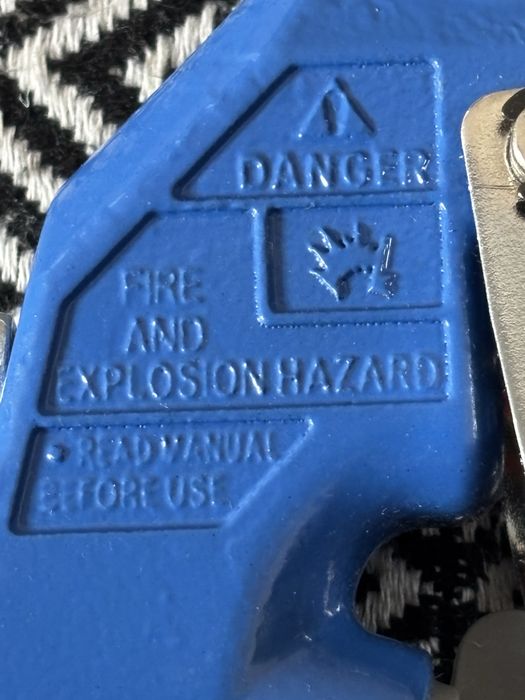 DANGER
FIRE
AND
EXPLOSION HAZARD
• READ MANUAL
BEFORE USE